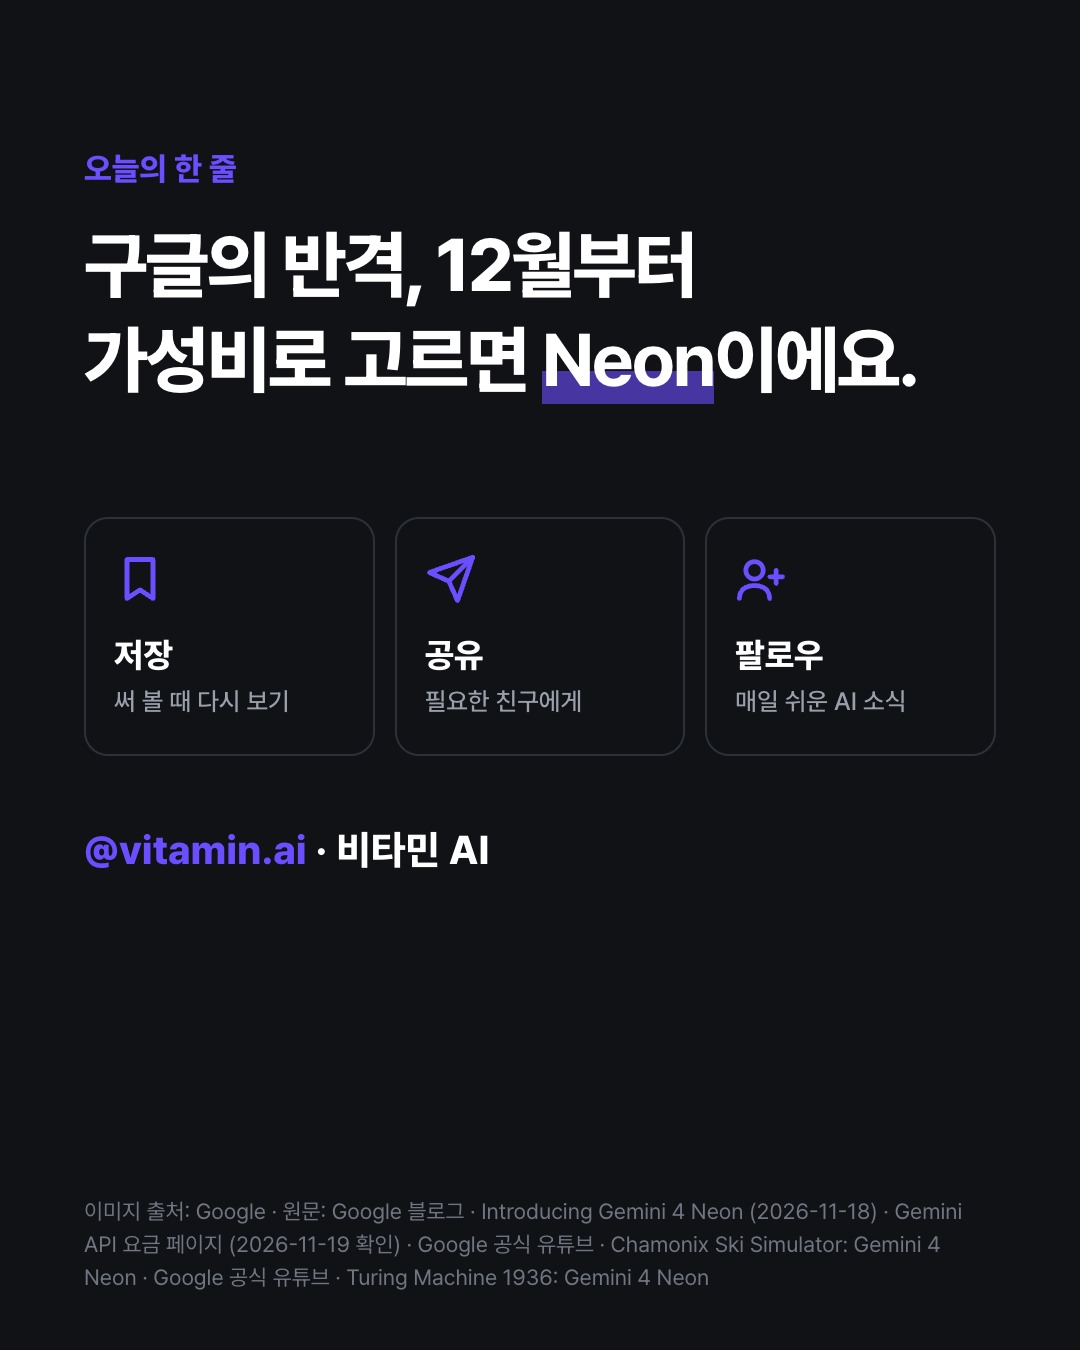 오늘의 한 줄
구글의 반격, 12월부터
가성비로 고르면 Neon이에요.
저장
써 볼 때 다시 보기
공유
필요한 친구에게
팔로우
매일 쉬운 AI 소식
@vitamin.ai · 비타민 AI
이미지 출처: Google · 원문: Google 블로그 · Introducing Gemini 4 Neon (2026-11-18) · Gemini
API 요금 페이지 (2026-11-19 확인) · Google 공식 유튜브 · Chamonix Ski Simulator: Gemini 4
Neon · Google 공식 유튜브 · Turing Machine 1936: Gemini 4 Neon